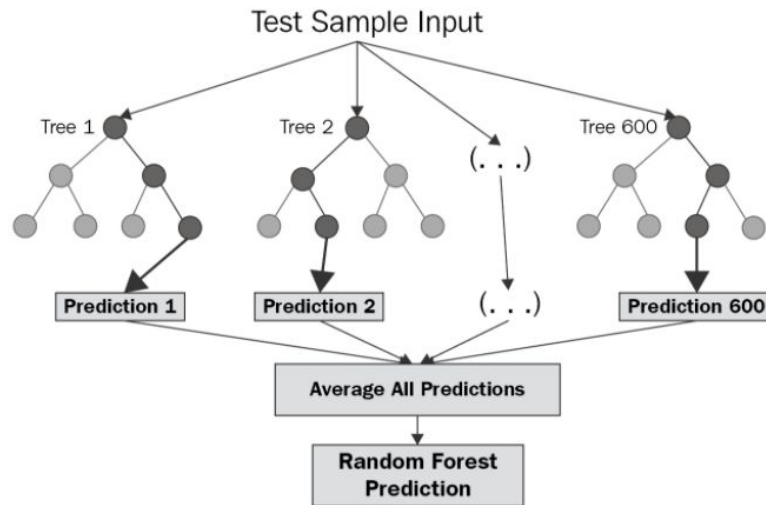 Test Sample Input
Tree 1
Tree 2
Tree 600
(. . .)
Prediction 1
Prediction 2
(. . .)
Prediction 600
Average All Predictions
Random Forest
Prediction